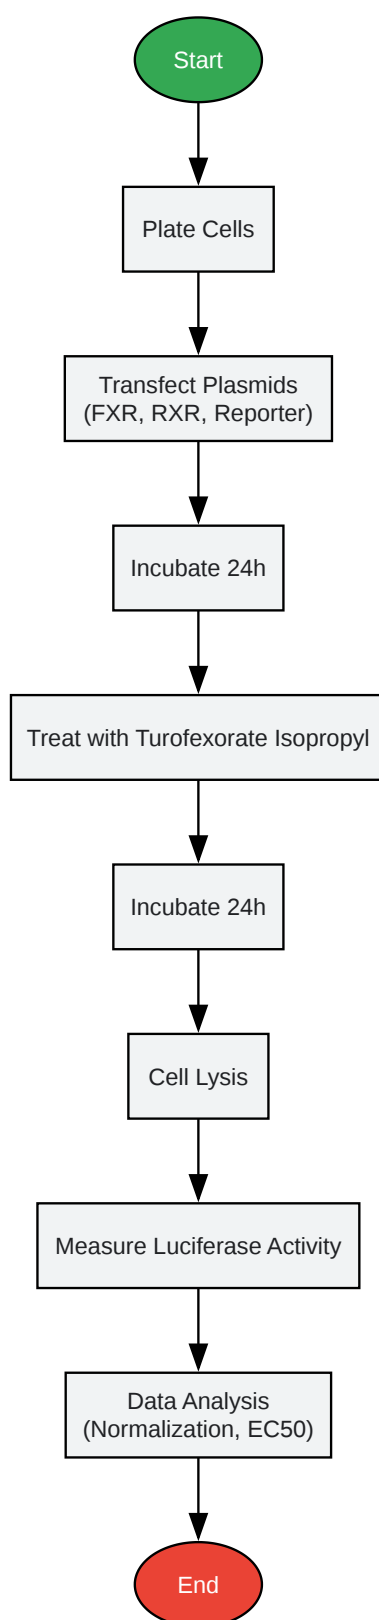 Start
Plate Cells
Transfect Plasmids
(FXR, RXR, Reporter)
Incubate 24h
Treat with Turofexorate Isopropyl
Incubate 24h
Cell Lysis
Measure Luciferase Activity
Data Analysis
(Normalization, EC50)
End